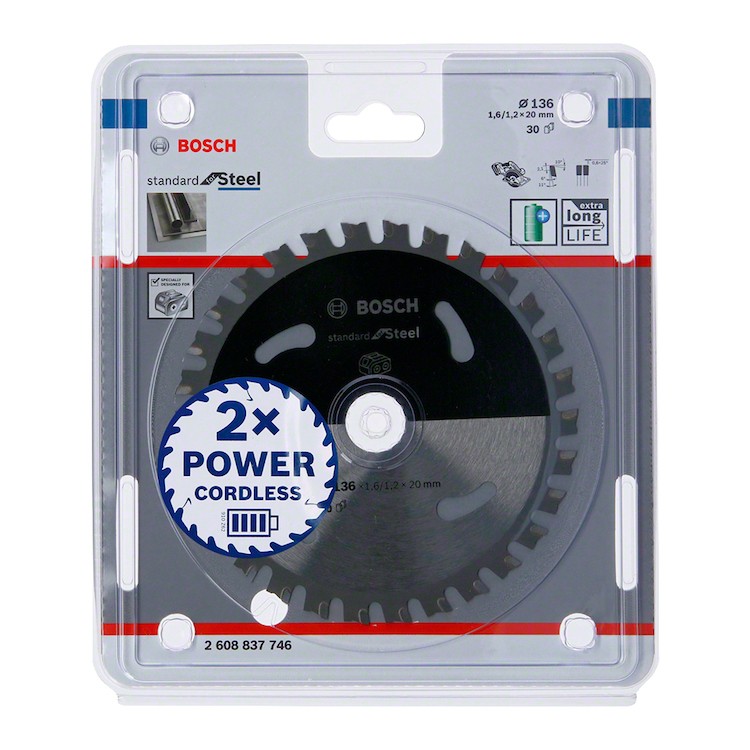 BOSCH
standard for Steel
Ø 136
1,6/1,2×20 mm
30
extra
long
LIFE
SPECIALLY
DESIGNED FOR
BOSCH
standard for Steel
2×
POWER
CORDLESS
136 ×1,6/1,2×20 mm
2 608 837 746